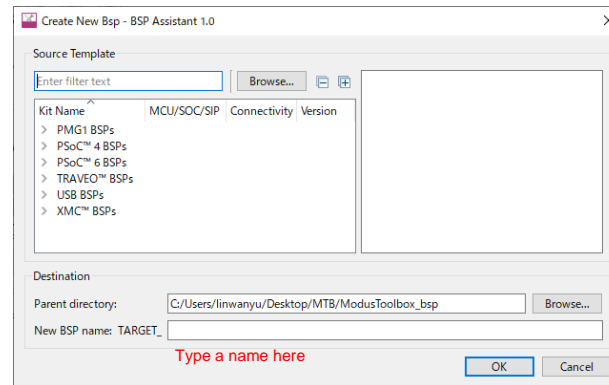 Create New Bsp - BSP Assistant 1.0
Source Template
Enter filter text
Browse...
Kit Name MCU/SOC/SIP Connectivity Version
PMG1 BSPs
PSoC™ 4 BSPs
PSoC™ 6 BSPs
TRAVEO™ BSPs
USB BSPs
XMC™ BSPs
Destination
Parent directory: C:/Users/linwanyu/Desktop/MTB/ModusToolbox_bsp Browse...
New BSP name: TARGET_
Type a name here
OK Cancel